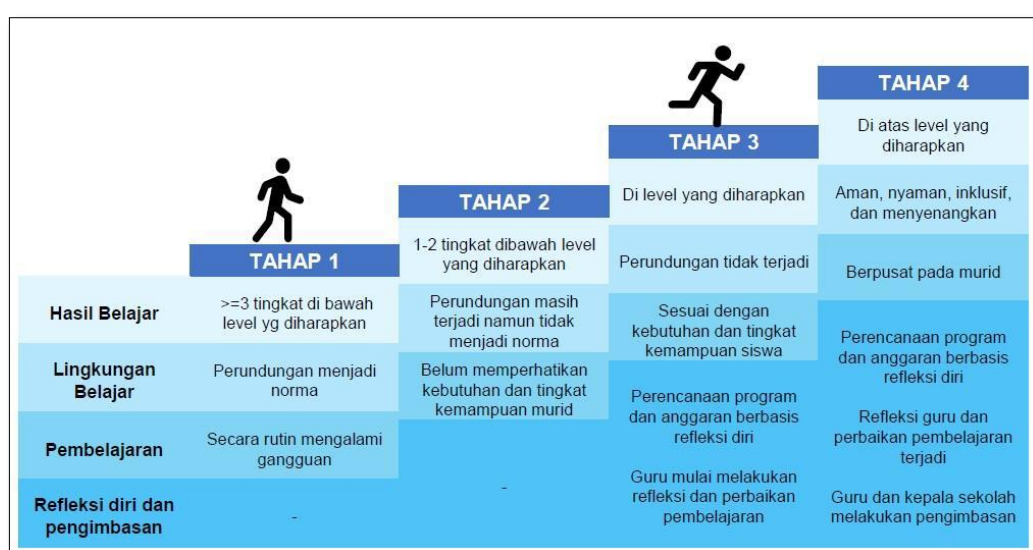 TAHAP 1
TAHAP 2
TAHAP 3
TAHAP 4
Hasil Belajar
>=3 tingkat di bawah
level yg diharapkan
1-2 tingkat dibawah level
yang diharapkan
Di level yang diharapkan
Di atas level yang
diharapkan
Lingkungan
Belajar
Perundungan menjadi
norma
Perundungan masih
terjadi namun tidak
menjadi norma
Perundungan tidak terjadi
Aman, nyaman, inklusif,
dan menyenangkan
Pembelajaran
Secara rutin mengalami
gangguan
Belum memperhatikan
kebutuhan dan tingkat
kemampuan murid
Sesuai dengan
kebutuhan dan tingkat
kemampuan siswa
Berpusat pada murid
Refleksi diri dan
pengimbasan
-
-
Perencanaan program
dan anggaran berbasis
refleksi diri
Guru mulai melakukan
refleksi dan perbaikan
pembelajaran
Perencanaan program
dan anggaran berbasis
refleksi diri
Refleksi guru dan
perbaikan pembelajaran
terjadi
Guru dan kepala sekolah
melakukan pengimbasan